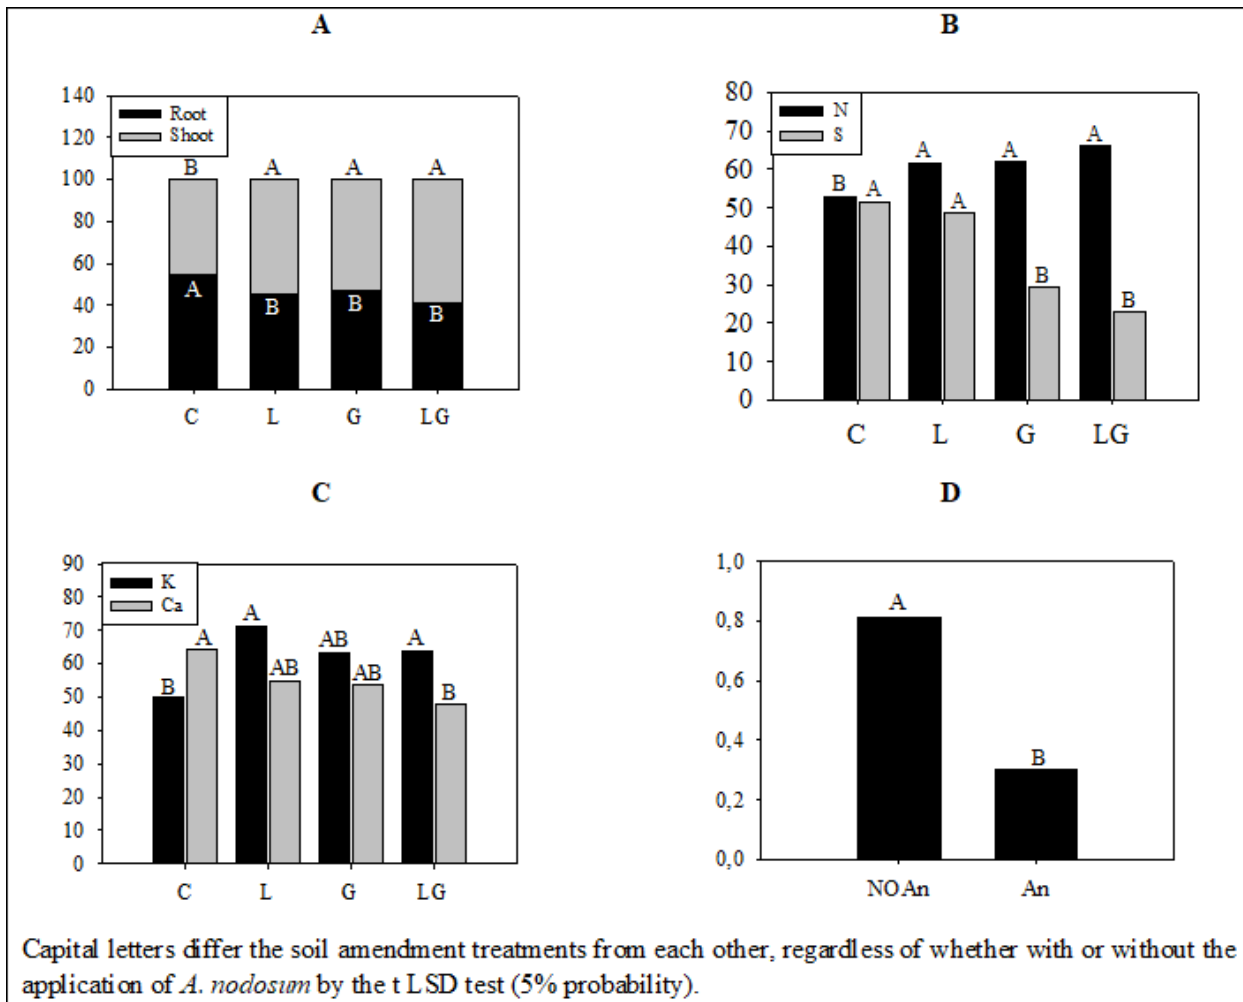 A
140
120
100
80
60
40
20
0
Root
Shoot
B A A A
A B B B
C L G LG
B
80
70
60
50
40
30
20
10
0
N
S
B A A A A B A B
C L G LG
C
90
80
70
60
50
40
30
20
10
0
K
Ca
B A A AB AB AB A B
C L G LG
D
1,0
0,8
0,6
0,4
0,2
0,0
A
B
NOAn An
Capital letters differ the soil amendment treatments from each other, regardless of whether with or without the
application of A. nodosum by the t LSD test (5% probability).